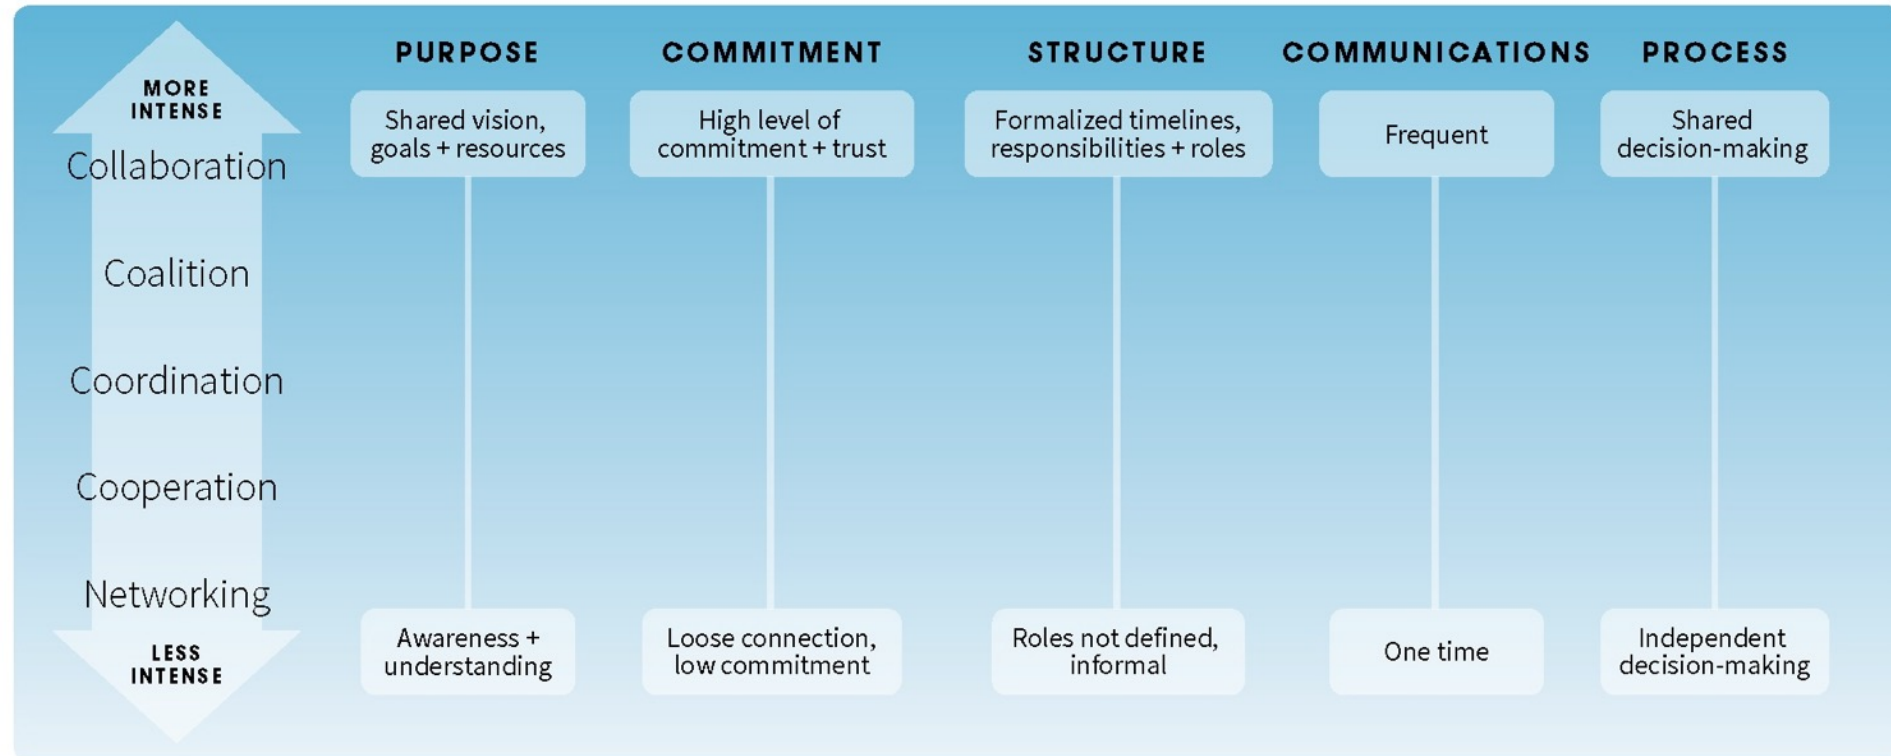 MORE
INTENSE
Collaboration
Coalition
Coordination
Cooperation
Networking
LESS
INTENSE
PURPOSE
Shared vision,
goals + resources
Awareness +
understanding
COMMITMENT
High level of
commitment + trust
Loose connection,
low commitment
STRUCTURE
Formalized timelines,
responsibilities + roles
Roles not defined,
informal
COMMUNICATIONS
Frequent
One time
PROCESS
Shared
decision-making
Independent
decision-making